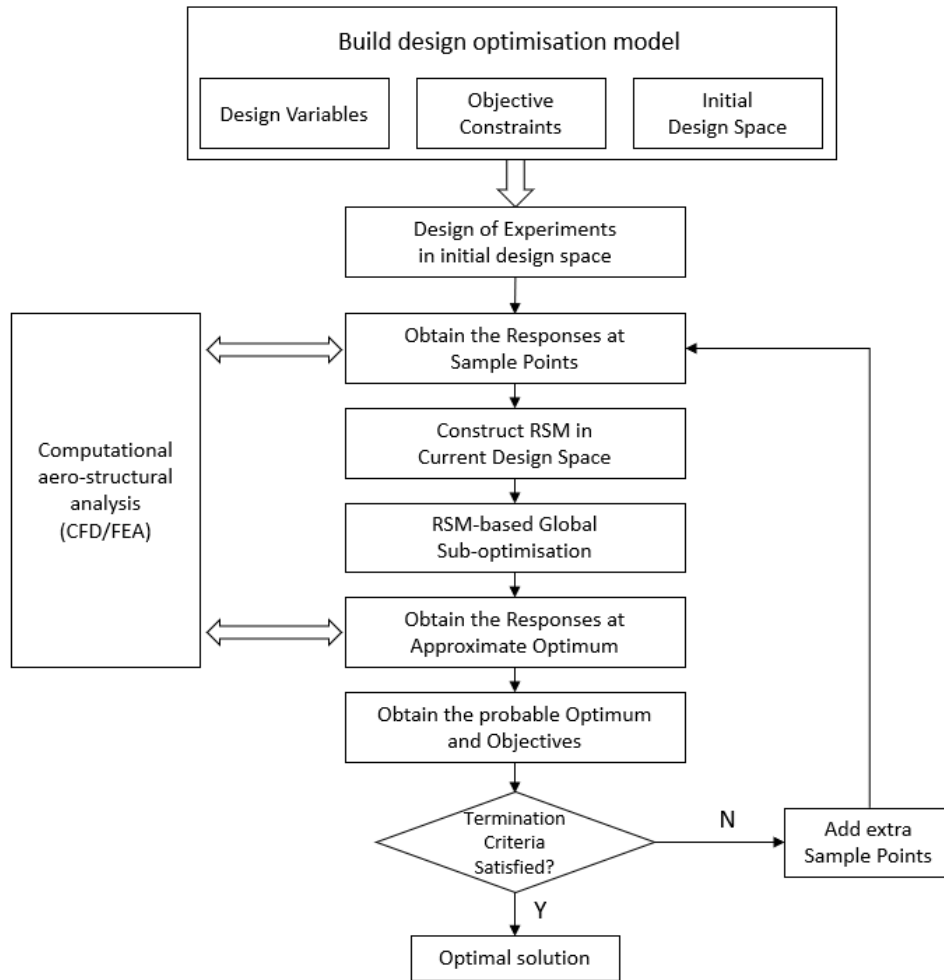 Build design optimisation model
Design Variables
Objective
Constraints
Initial
Design Space
Design of Experiments
in initial design space
Obtain the Responses at
Sample Points
Construct RSM in
Current Design Space
Computational
aero-structural
analysis
(CFD/FEA)
RSM-based Global
Sub-optimisation
Obtain the Responses at
Approximate Optimum
Obtain the probable Optimum
and Objectives
Termination
Criteria
Satisfied?
N
Add extra
Sample Points
Y
Optimal solution